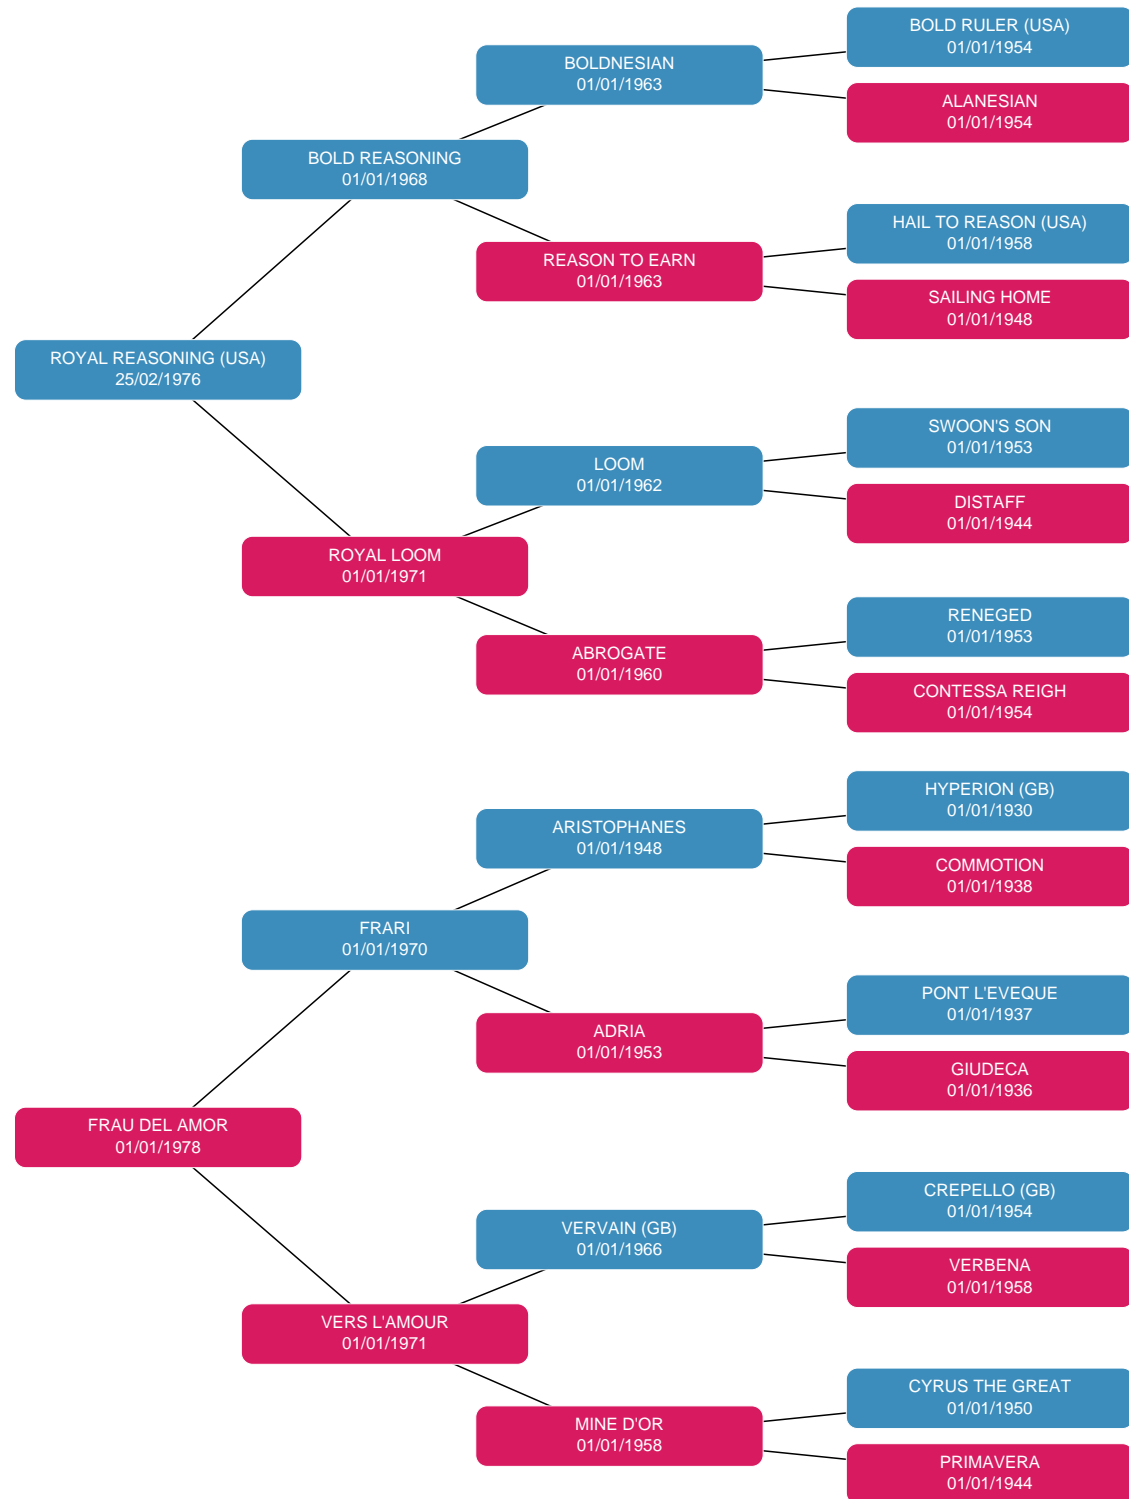 BOLD RULER (USA)
01/01/1954
BOLDNESIAN
01/01/1963
ALANESIAN
01/01/1954
BOLD REASONING
01/01/1968
HAIL TO REASON (USA)
01/01/1958
REASON TO EARN
01/01/1963
SAILING HOME
01/01/1948
ROYAL REASONING (USA)
25/02/1976
SWOON'S SON
01/01/1953
LOOM
01/01/1962
DISTAFF
01/01/1944
ROYAL LOOM
01/01/1971
RENEGED
01/01/1953
ABROGATE
01/01/1960
CONTESSA REIGH
01/01/1954
HYPERION (GB)
01/01/1930
ARISTOPHANES
01/01/1948
COMMOTION
01/01/1938
FRARI
01/01/1970
PONT L'EVEQUE
01/01/1937
ADRIA
01/01/1953
GIUDECA
01/01/1936
FRAU DEL AMOR
01/01/1978
CREPELLO (GB)
01/01/1954
VERVAIN (GB)
01/01/1966
VERBENA
01/01/1958
VERS L'AMOUR
01/01/1971
CYRUS THE GREAT
01/01/1950
MINE D'OR
01/01/1958
PRIMAVERA
01/01/1944